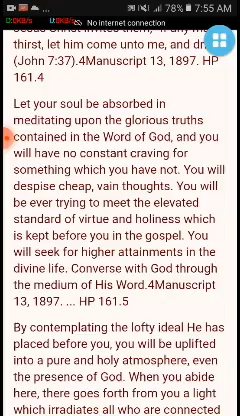 0KB/s 0KB/s 78% 7:55 AM
No internet connection
thirst, let him come unto me, and
(John 7:37).4Manuscript 13, 1897. HP
161.4
Let your soul be absorbed in
meditating upon the glorious truths
contained in the Word of God, and you
will have no constant craving for
something which you have not. You will
despise cheap, vain thoughts. You will
be ever trying to meet the elevated
standard of virtue and holiness which
is kept before you in the gospel. You
will seek for higher attainments in the
divine life. Converse with God through
the medium of His Word.4Manuscript
13, 1897. ... HP 161.5
By contemplating the lofty ideal He has
placed before you, you will be uplifted
into a pure and holy atmosphere, even
the presence of God. When you abide
here, there goes forth from you a light
which irradiates all who are connected